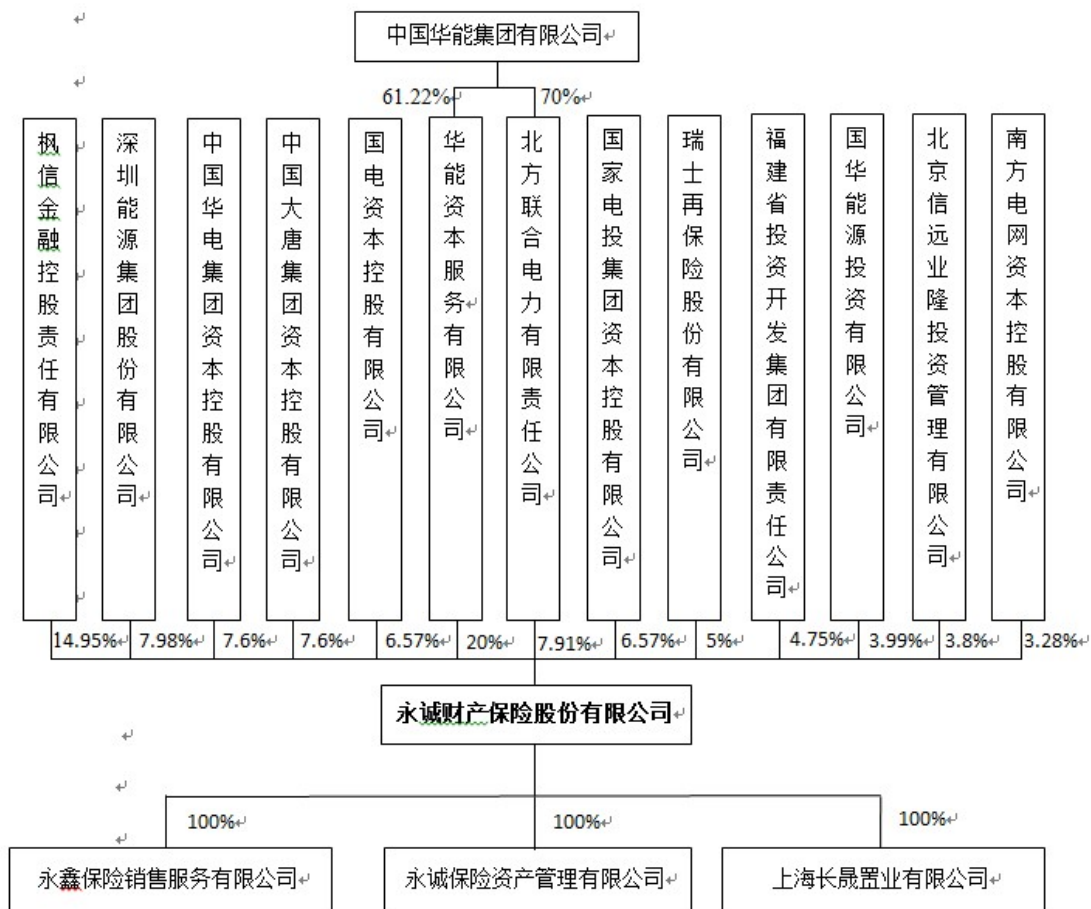 中国华能集团有限公司
61.22%
70%
枫信金融控股责任有限公司
深圳能源集团股份有限公司
中国华电集团资本控股有限公司
中国大唐集团资本控股有限公司
国电资本控股有限公司
华能资本服务有限公司
北方联合电力有限责任公司
国家电投集团资本控股有限公司
瑞士再保险股份有限公司
福建省投资开发集团有限责任公司
国华能源投资有限公司
北京信远业隆投资管理有限公司
南方电网资本控股有限公司
14.95%
7.98%
7.6%
7.6%
6.57%
20%
7.91%
6.57%
5%
4.75%
3.99%
3.8%
3.28%
永诚财产保险股份有限公司
100%
100%
100%
永鑫保险销售服务有限公司
永诚保险资产管理有限公司
上海长晟置业有限公司